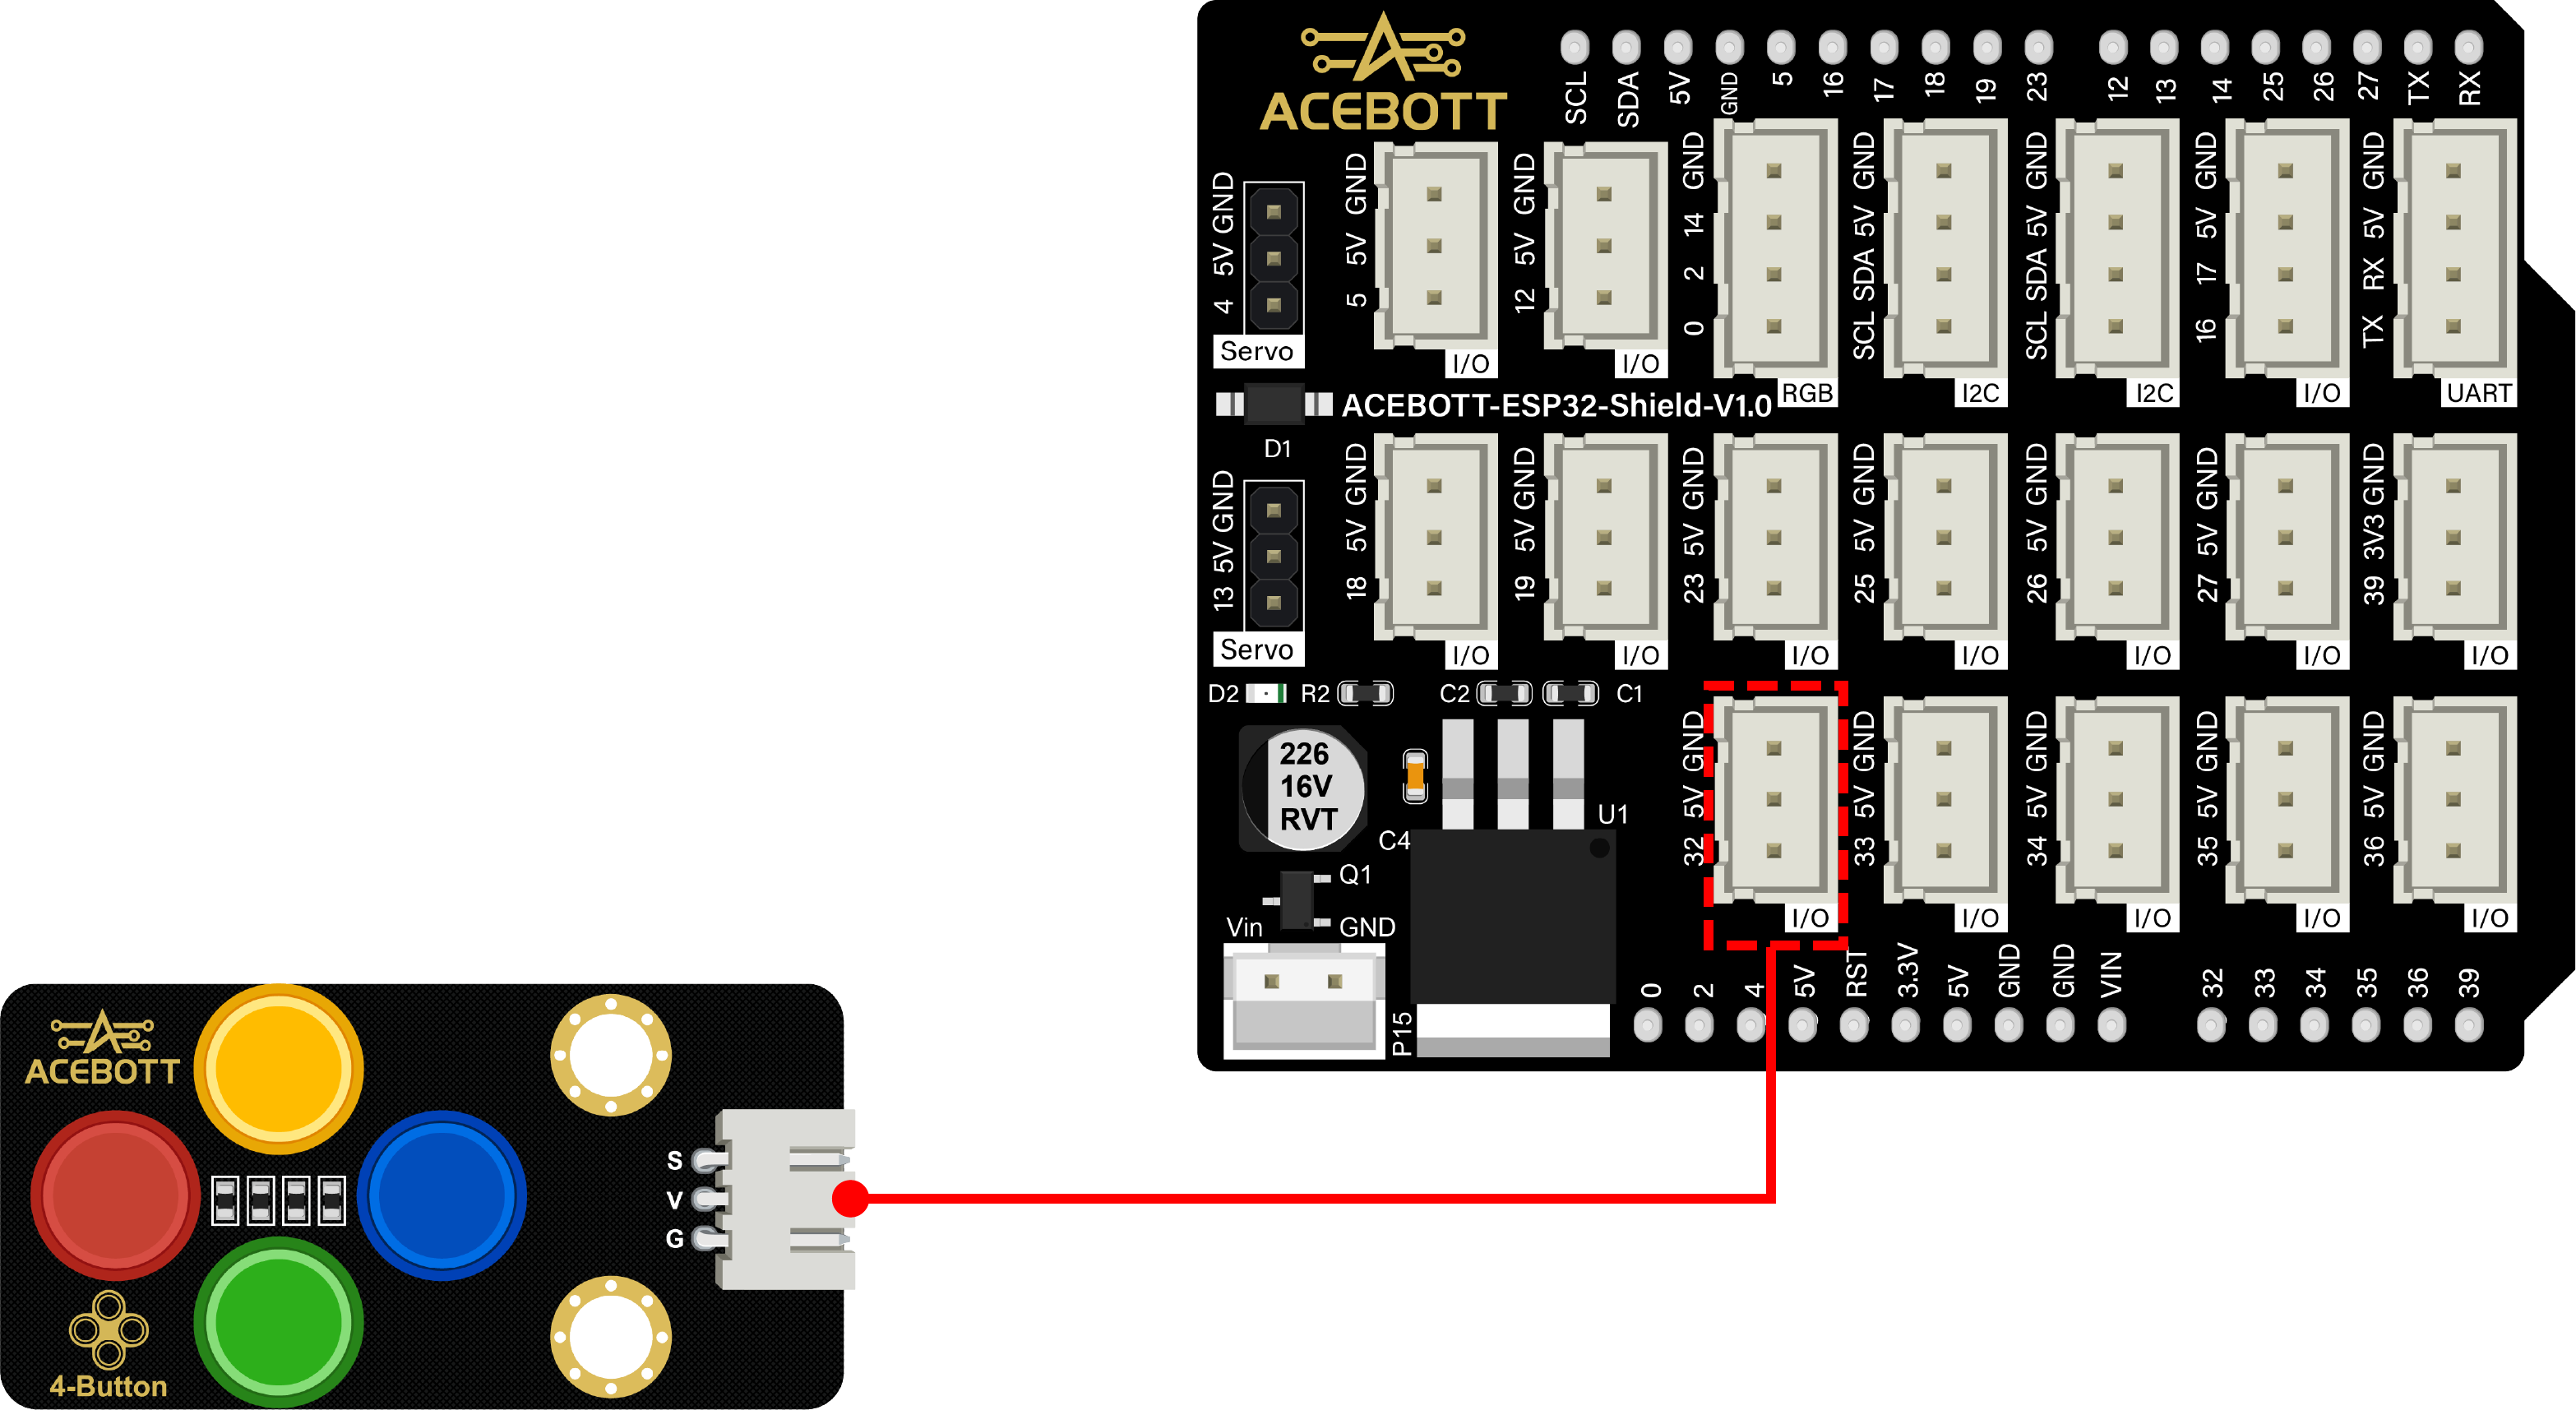 ACEBOTT
SCL SDA 5V GND 5 16 17 18 19 23 12 13 14 25 26 27 TX RX
4 5V GND
Servo
5 5V GND
I/O
12 5V GND
I/O
0 2 14 GND
RGB
SCL SDA 5V GND
I2C
SCL SDA 5V GND
I2C
16 17 5V GND
I/O
TX RX 5V GND
UART
ACEBOTT-ESP32-Shield-V1.0
D1
13 5V GND
Servo
18 5V GND
I/O
19 5V GND
I/O
23 5V GND
I/O
25 5V GND
I/O
26 5V GND
I/O
27 5V GND
I/O
39 3V3 GND
I/O
D2 R2 C2 C1
226
16V
RVT
C4
U1
Q1
Vin GND
P15
32 5V GND
I/O
33 5V GND
I/O
34 5V GND
I/O
35 5V GND
I/O
36 5V GND
I/O
0 2 4 5V RST 3.3V 5V GND GND VIN 32 33 34 35 36 39
ACEBOTT
S
V
G
4-Button